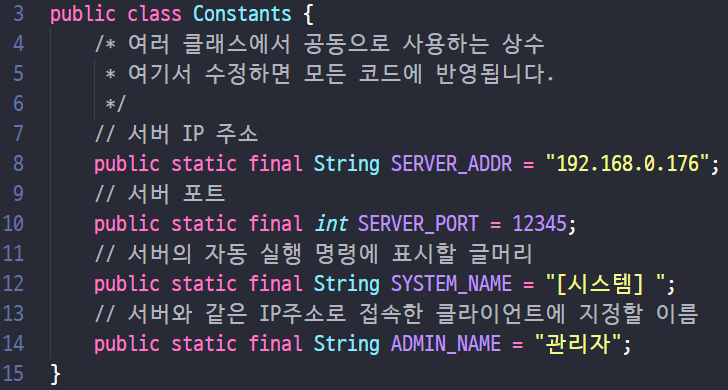 3 public class Constants {
4 /* 여러 클래스에서 공동으로 사용하는 상수
5 * 여기서 수정하면 모든 코드에 반영됩니다.
6 */
7 // 서버 IP 주소
8 public static final String SERVER_ADDR = "192.168.0.176";
9 // 서버 포트
10 public static final int SERVER_PORT = 12345;
11 // 서버의 자동 실행 명령에 표시할 글머리
12 public static final String SYSTEM_NAME = "[시스템] ";
13 // 서버와 같은 IP주소로 접속한 클라이언트에 지정할 이름
14 public static final String ADMIN_NAME = "관리자";
15 }